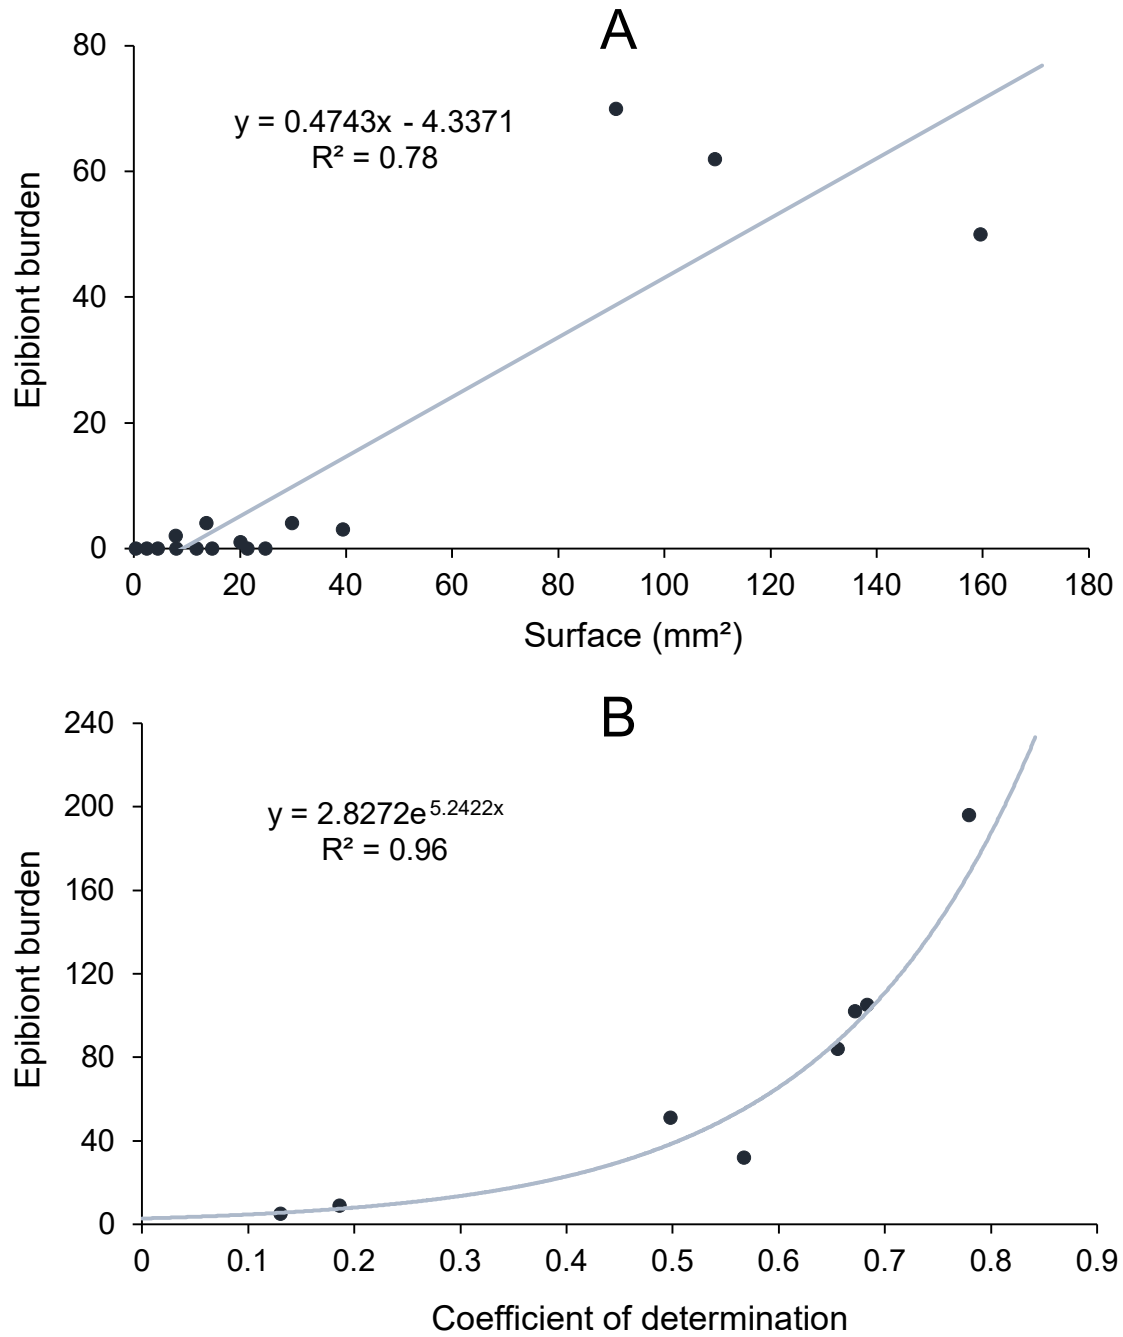 A
80
60
40
20
0
Epibiont burden
y = 0.4743x - 4.3371
R² = 0.78
0 20 40 60 80 100 120 140 160 180
Surface (mm²)
B
240
200
160
120
80
40
0
Epibiont burden
y = 2.8272e^5.2422x
R² = 0.96
0 0.1 0.2 0.3 0.4 0.5 0.6 0.7 0.8 0.9
Coefficient of determination